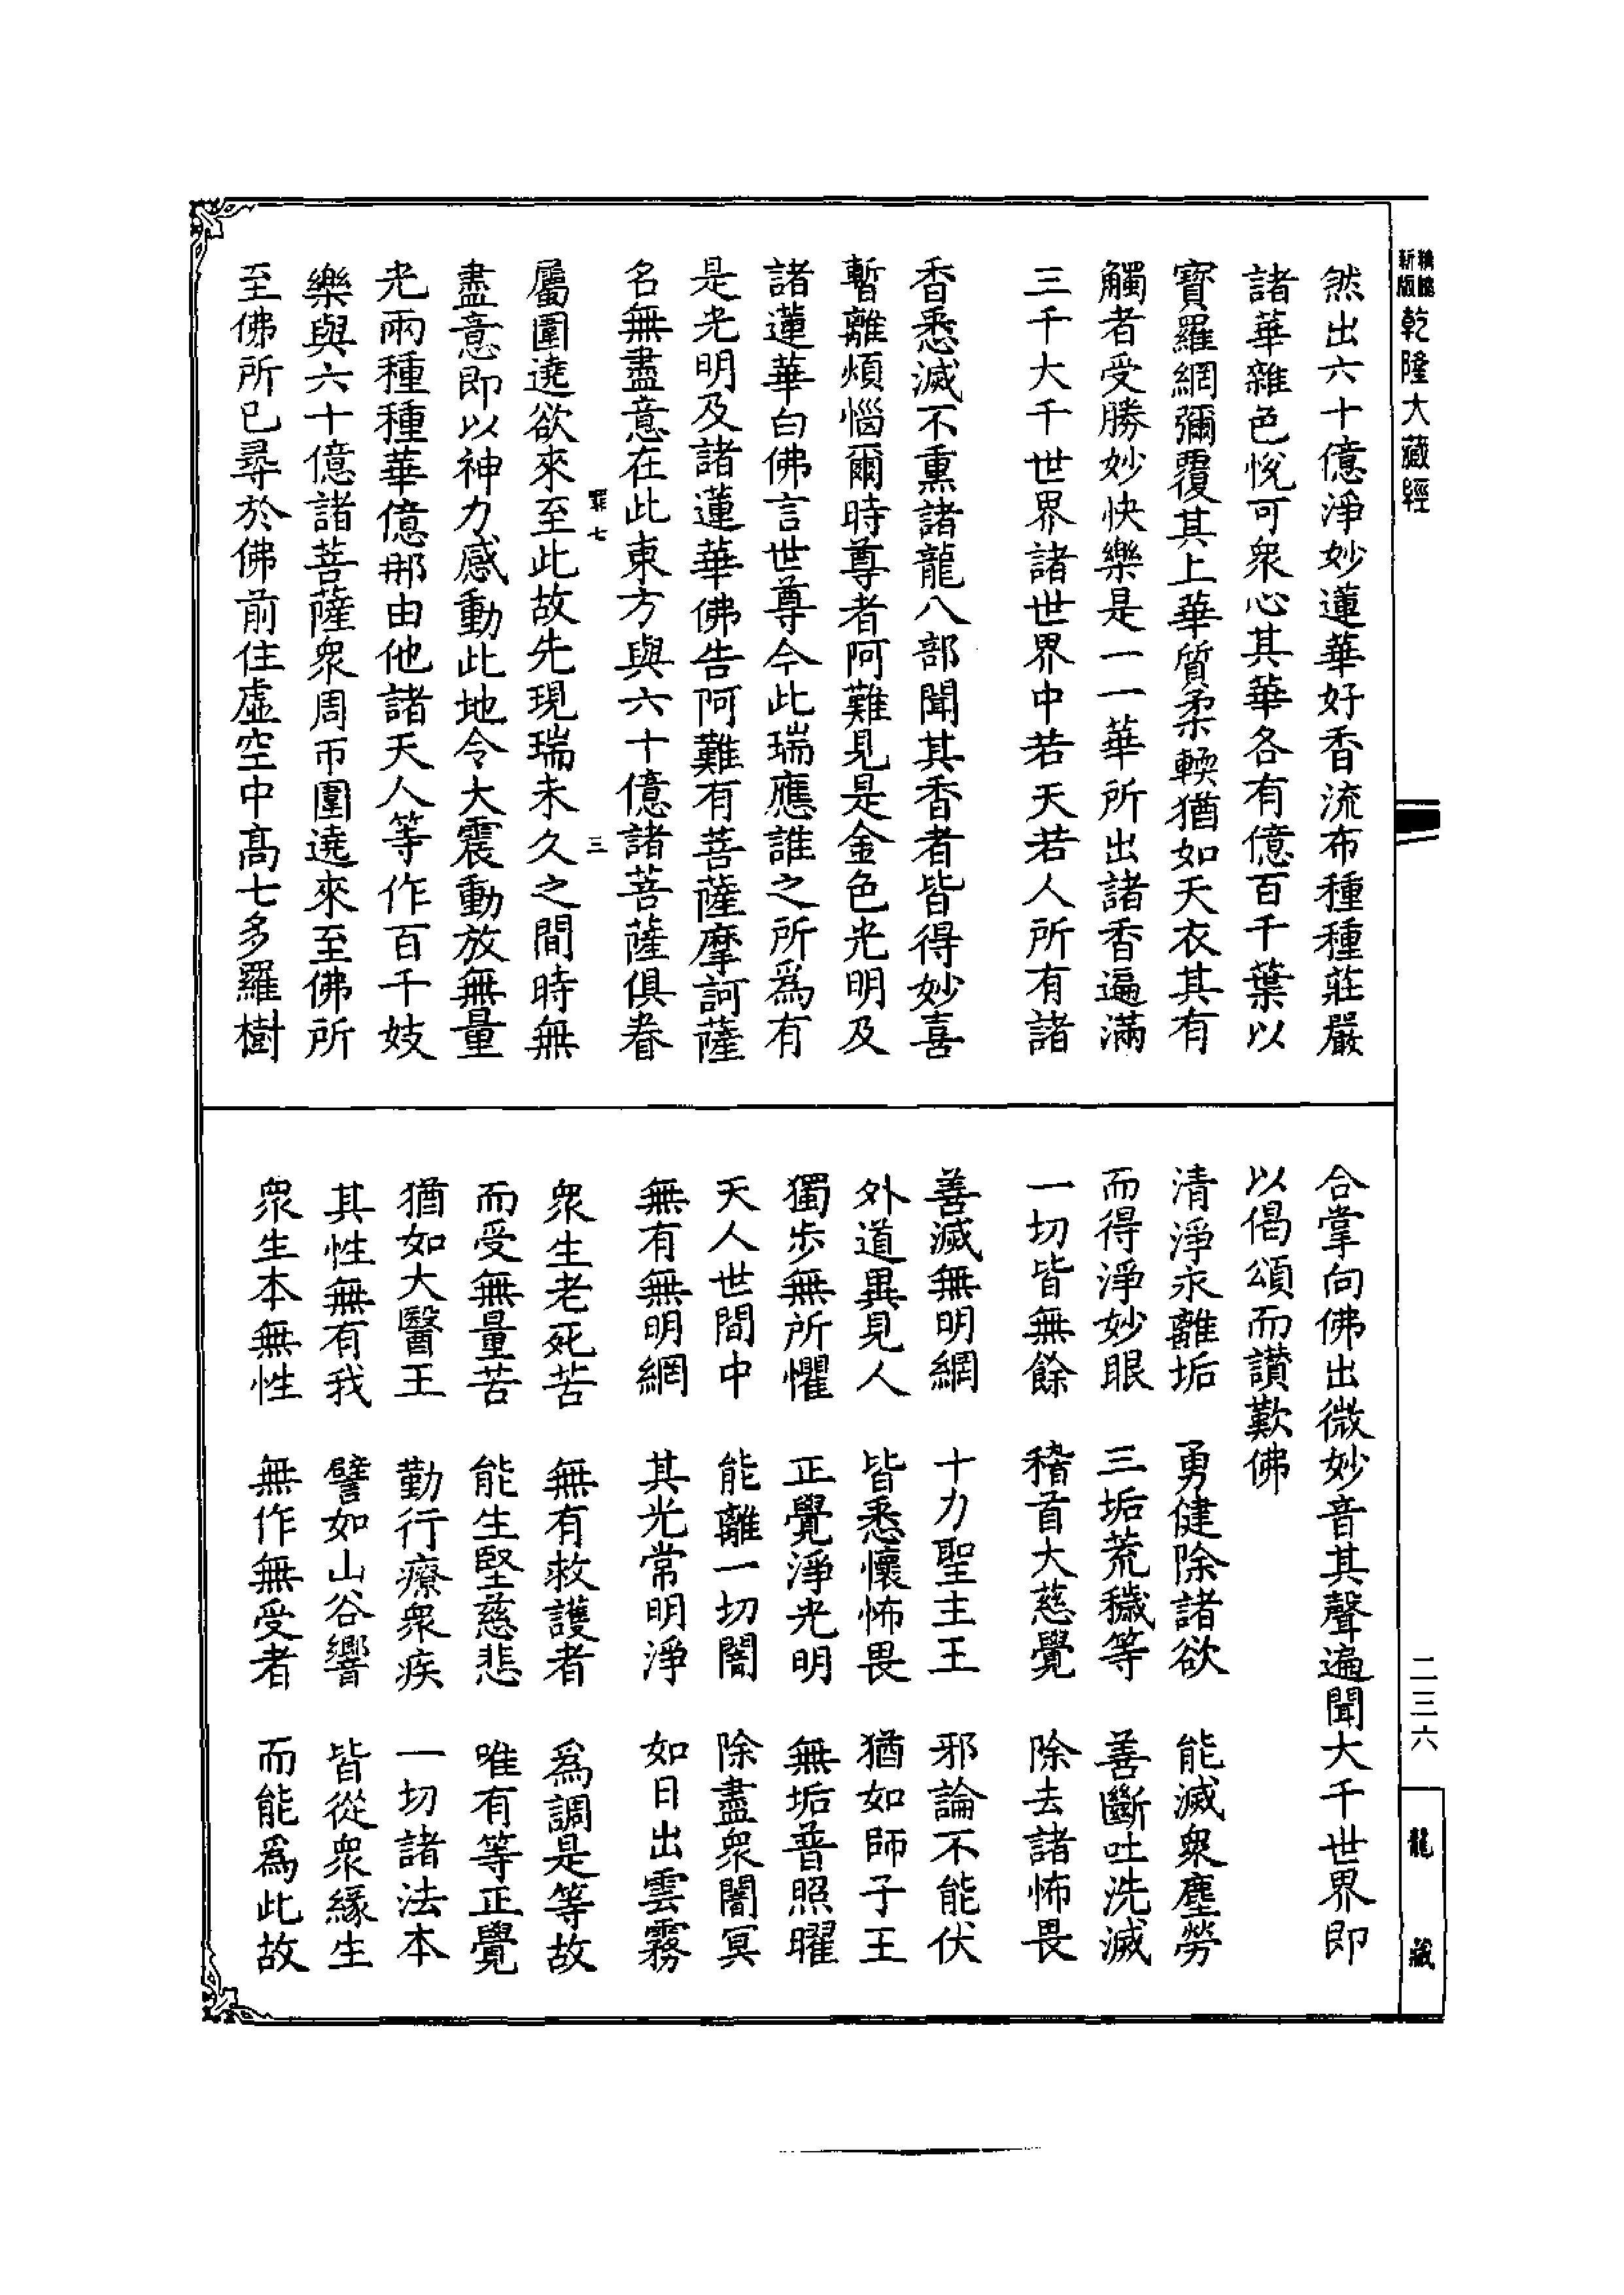 新版
乾隆大藏經
然出六十億淨妙蓮華好香流布種種莊嚴
諸華雜色悅可衆心其華各有億百千葉以
寶羅網彌覆其上華質柔輭猶如天衣其有
觸者受勝妙快樂是一一華所出諸香遍滿
三千大千世界諸世界中若天若人所有諸
香悉滅不熏諸龍八部聞其香者皆得妙喜
暫離煩惱爾時尊者阿難見是金色光明及
諸蓮華白佛言世尊今此瑞應誰之所爲有
是光明及諸蓮華佛告阿難有菩薩摩訶薩
名無盡意在此東方與六十億諸菩薩俱眷
罪七
三
屬圍遶欲來至此故先現瑞未久之間時無
盡意即以神力感動此地令大震動放無量
光雨種種華億那由他諸天人等作百千妓
樂與六十億諸菩薩衆周帀圍遶來至佛所
至佛所已尋於佛前住虛空中高七多羅樹
合掌向佛出微妙音其聲遍聞大千世界即
以偈頌而讃歎佛
清淨永離垢　勇健除諸欲　能滅衆塵勞
而得淨妙眼　三垢荒穢等　善斷吐洗滅
一切皆無餘　稽首大慈覺　除去諸怖畏
善滅無明網　十力聖主王　邪論不能伏
外道異見人　皆悉懷怖畏　猶如師子王
獨步無所懼　正覺淨光明　無垢普照曜
天人世間中　能離一切闇　除盡衆闇冥
無有無明網　其光常明淨　如日出雲霧
衆生老死苦　無有救護者　爲調是等故
而受無量苦　能生堅慈悲　唯有等正覺
猶如大醫王　勤行療衆疾　一切諸法本
其性無有我　譬如山谷響　皆從衆緣生
衆生本無性　無作無受者　而能爲此故
二三六
龍藏